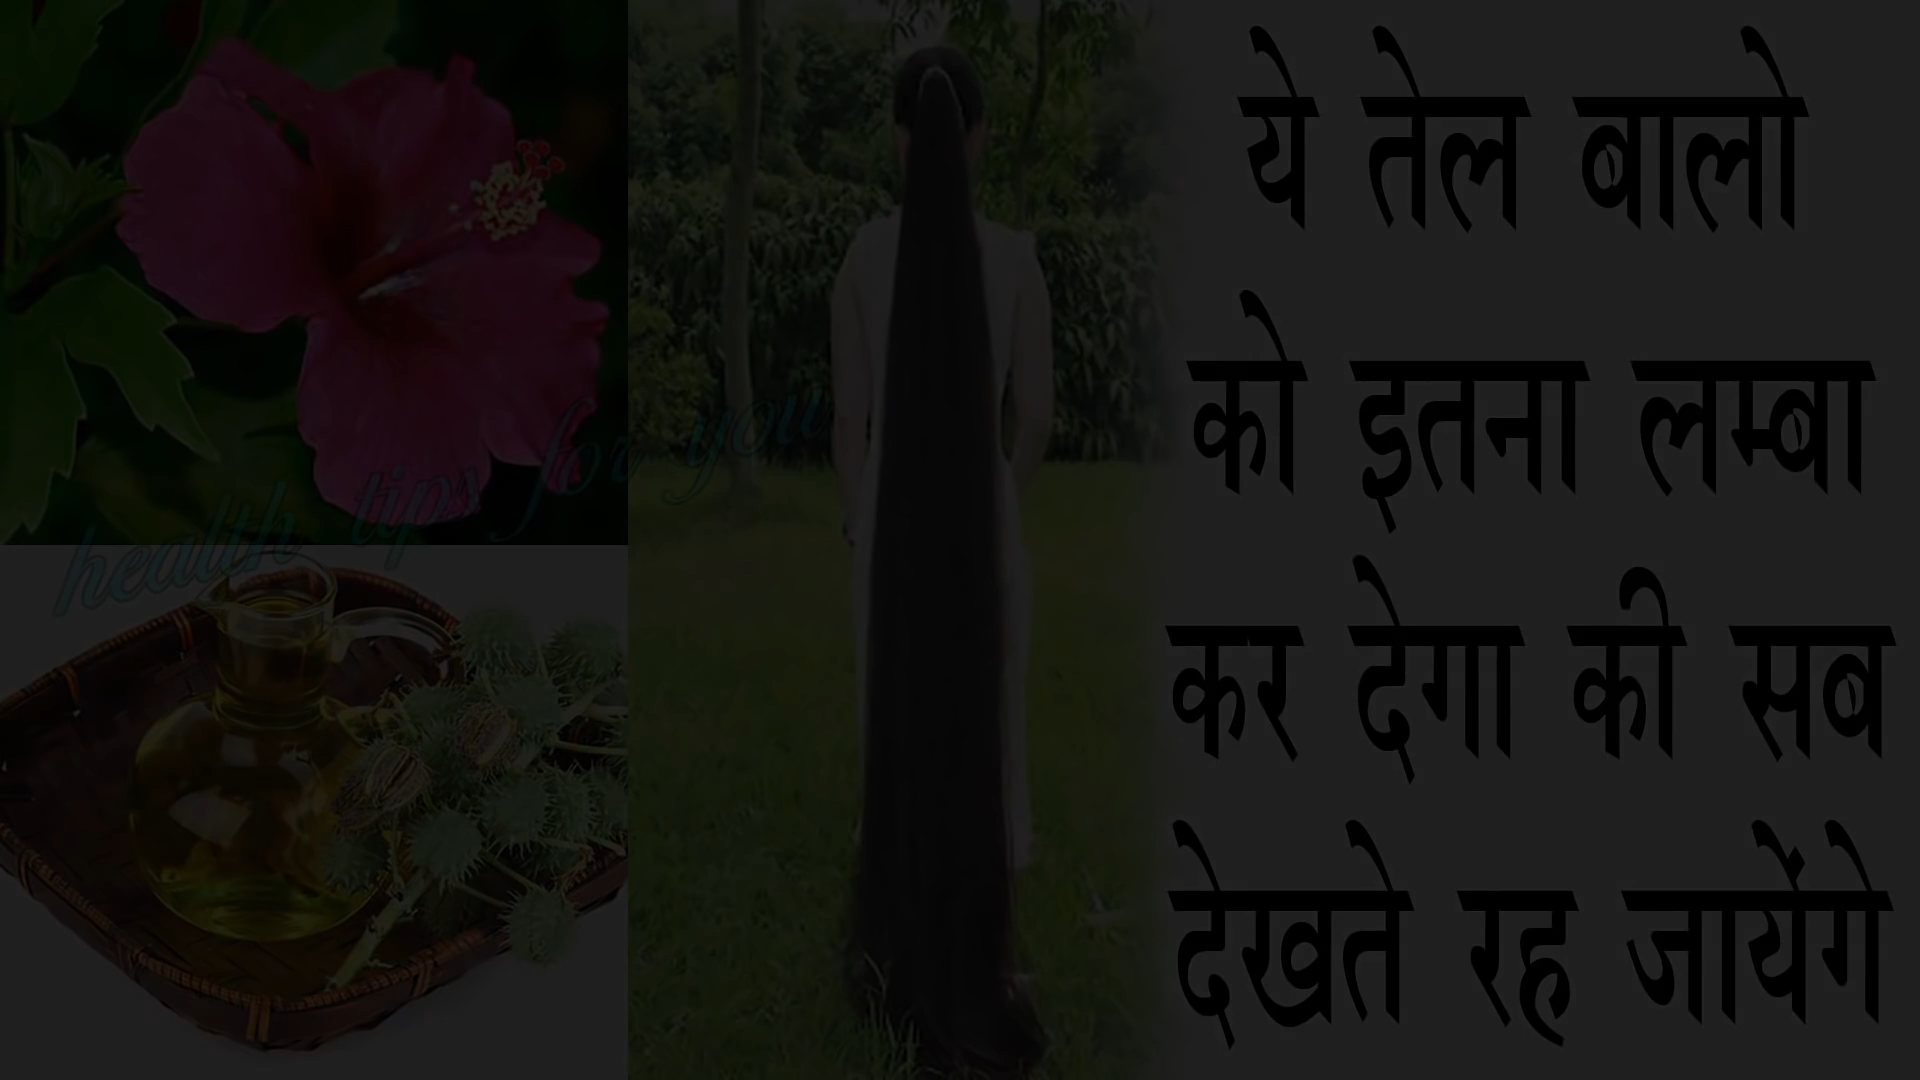 ये तेल बालो
को इतना लम्बा
कर देगा की सब
देखते रह जायेंगे
health tips for you